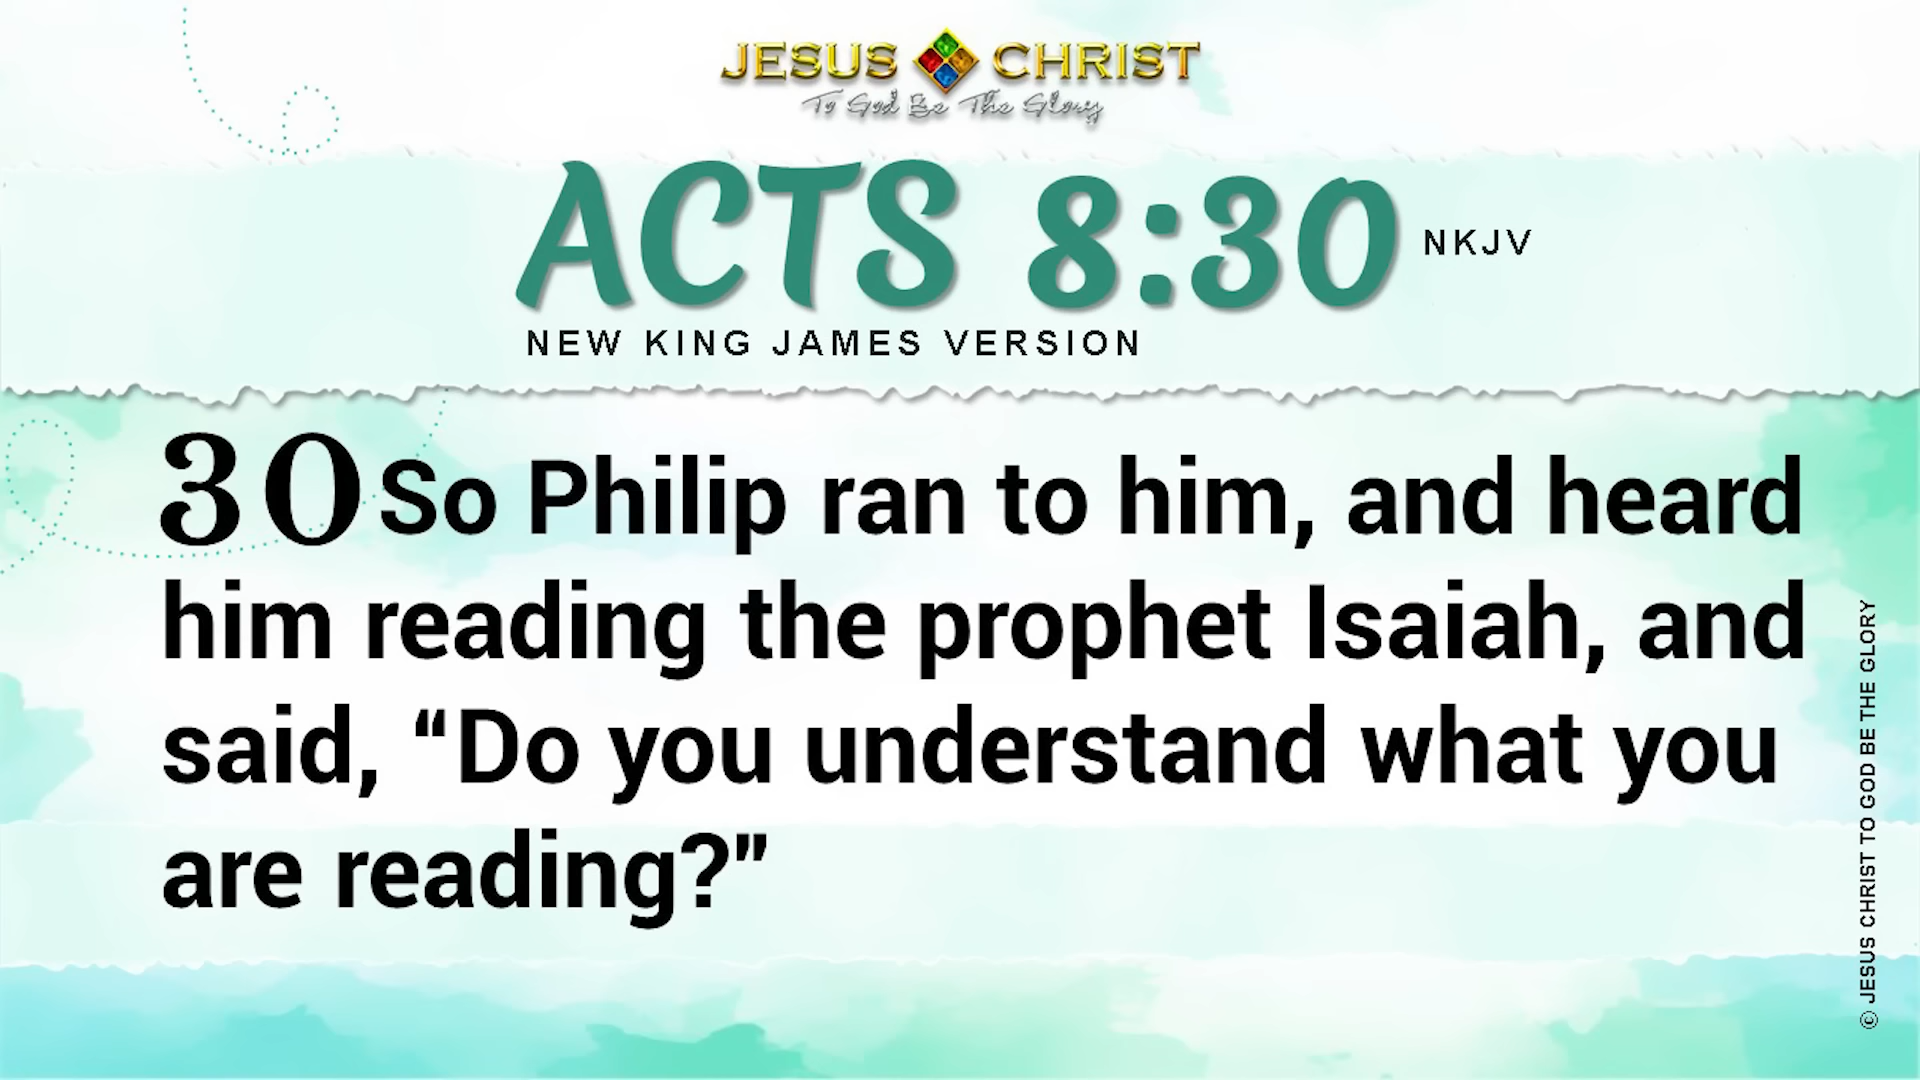 JESUS CHRIST
To God Be The Glory
ACTS 8:30 NKJV
NEW KING JAMES VERSION
30 So Philip ran to him, and heard
him reading the prophet Isaiah, and
said, “Do you understand what you
are reading?”
© JESUS CHRIST TO GOD BE THE GLORY